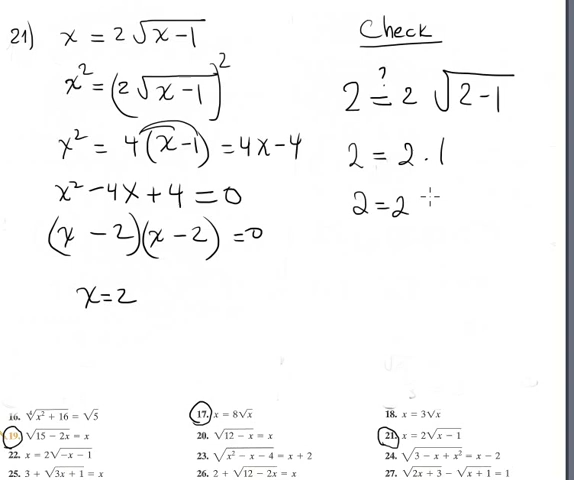 21) x = 2√(x-1)
x² = (2√(x-1))²
x² = 4(x-1) = 4x-4
x²-4x+4 = 0
(x-2)(x-2) = 0
x=2
Check
2 ?= 2 √(2-1)
2 = 2 · 1
2 = 2
16. ∜(x² + 16) = √5
17. x = 8√x
18. x = 3√x
19. √(15 − 2x) = x
20. √(12 − x) = x
21. x = 2√(x − 1)
22. x = 2√(−x − 1)
23. √(x² − x − 4) = x + 2
24. √(3 − x + x²) = x − 2
25. 3 + √(3x + 1) = x
26. 2 + √(12 − 2x) = x
27. √(2x + 3) − √(x + 1) = 1